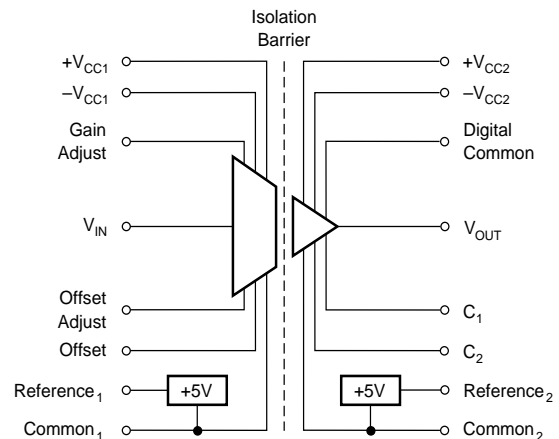 Isolation
Barrier
+VCC1
–VCC1
Gain
Adjust
VIN
Offset
Adjust
Offset
Reference1
+5V
Common1
+VCC2
–VCC2
Digital
Common
VOUT
C1
C2
+5V
Reference2
Common2